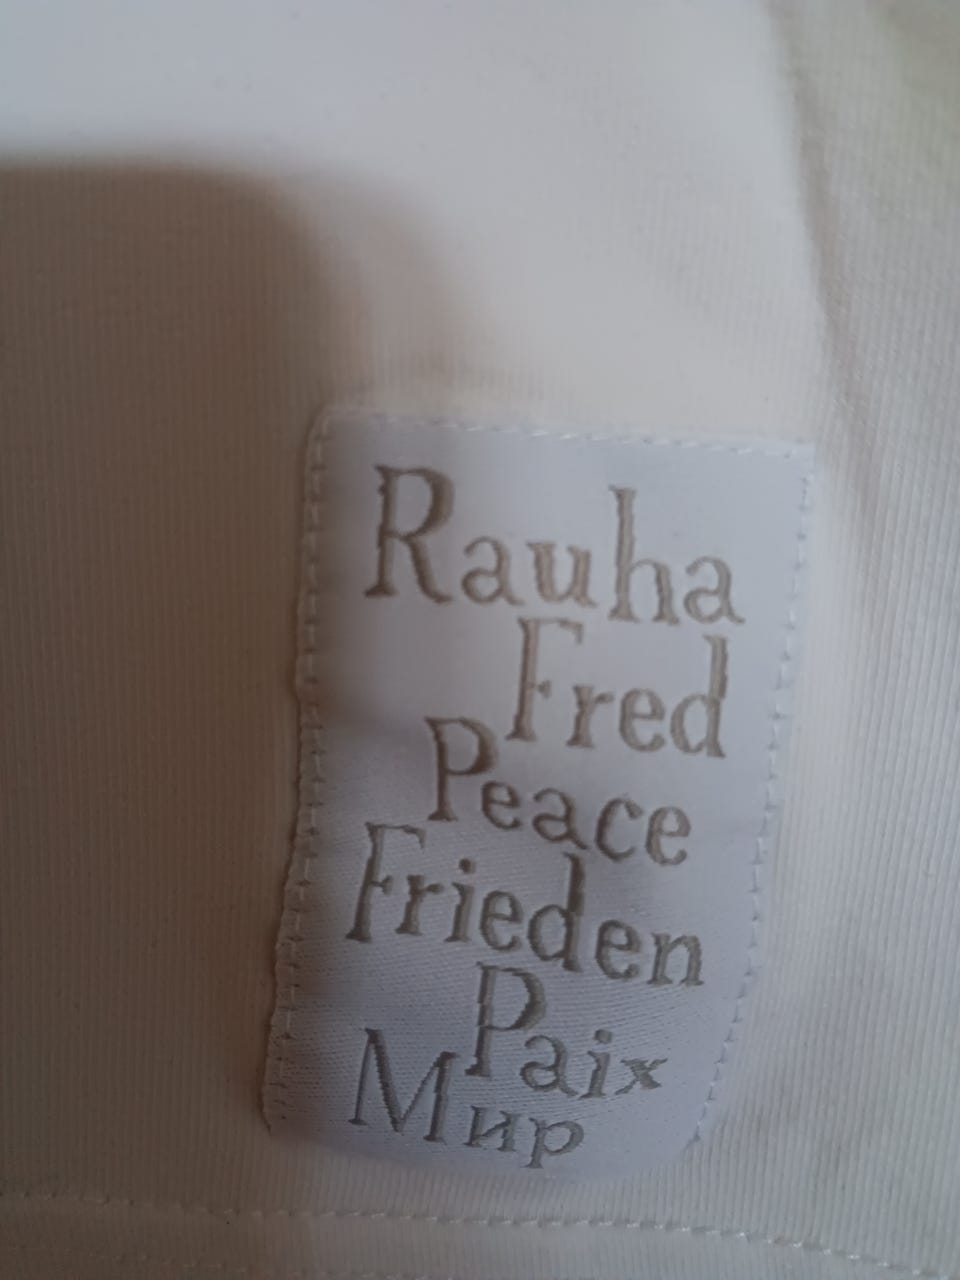 Rauha
Fred
Peace
Frieden
Paix
Мир